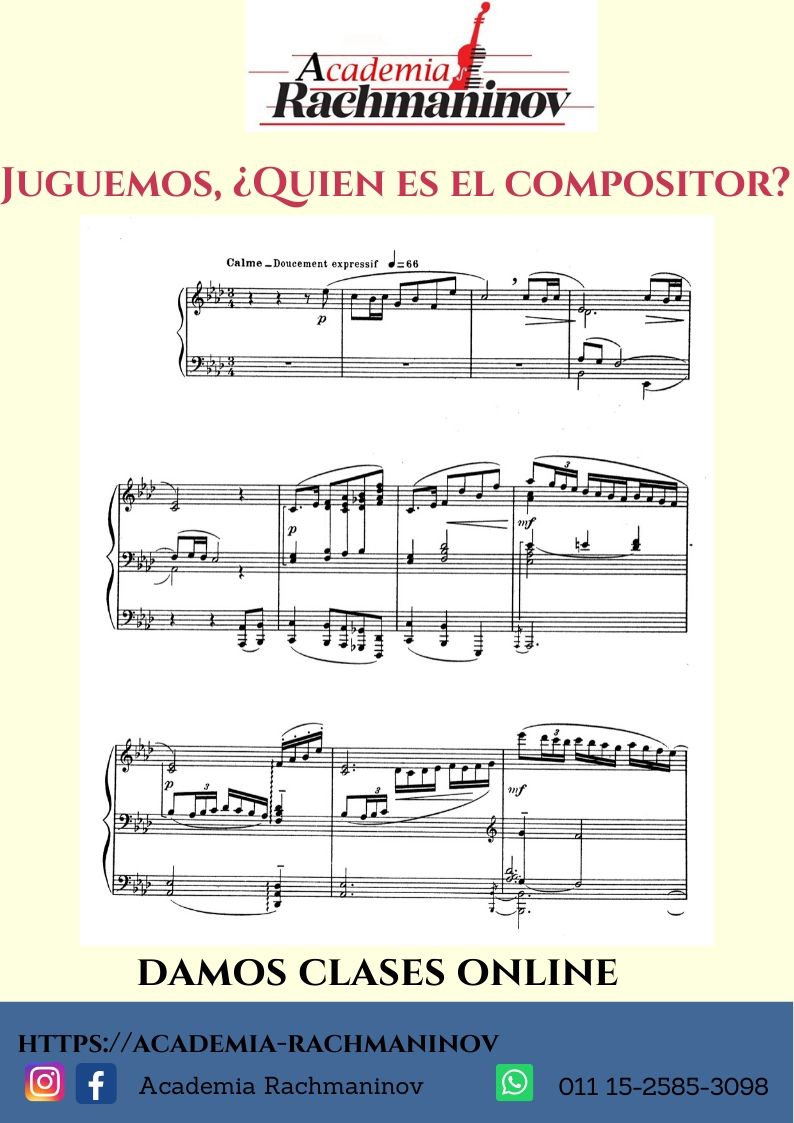 Academia
Rachmaninov
Juguemos, ¿Quien es el compositor?
Calme _ Doucement expressif ♩=66
p
p
mf
3
p
3
3
mf
3
DAMOS CLASES ONLINE
HTTPS://ACADEMIA-RACHMANINOV
Academia Rachmaninov
011 15-2585-3098